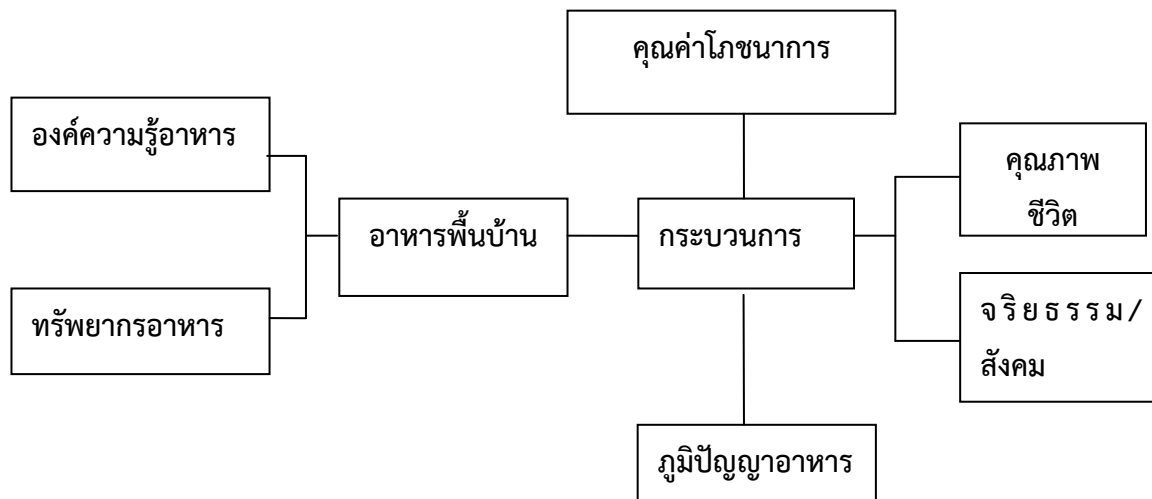 คุณค่าโภชนาการ
องค์ความรู้อาหาร
คุณภาพ
ชีวิต
อาหารพื้นบ้าน
กระบวนการ
ทรัพยากรอาหาร
จริยธรรม/
สังคม
ภูมิปัญญาอาหาร